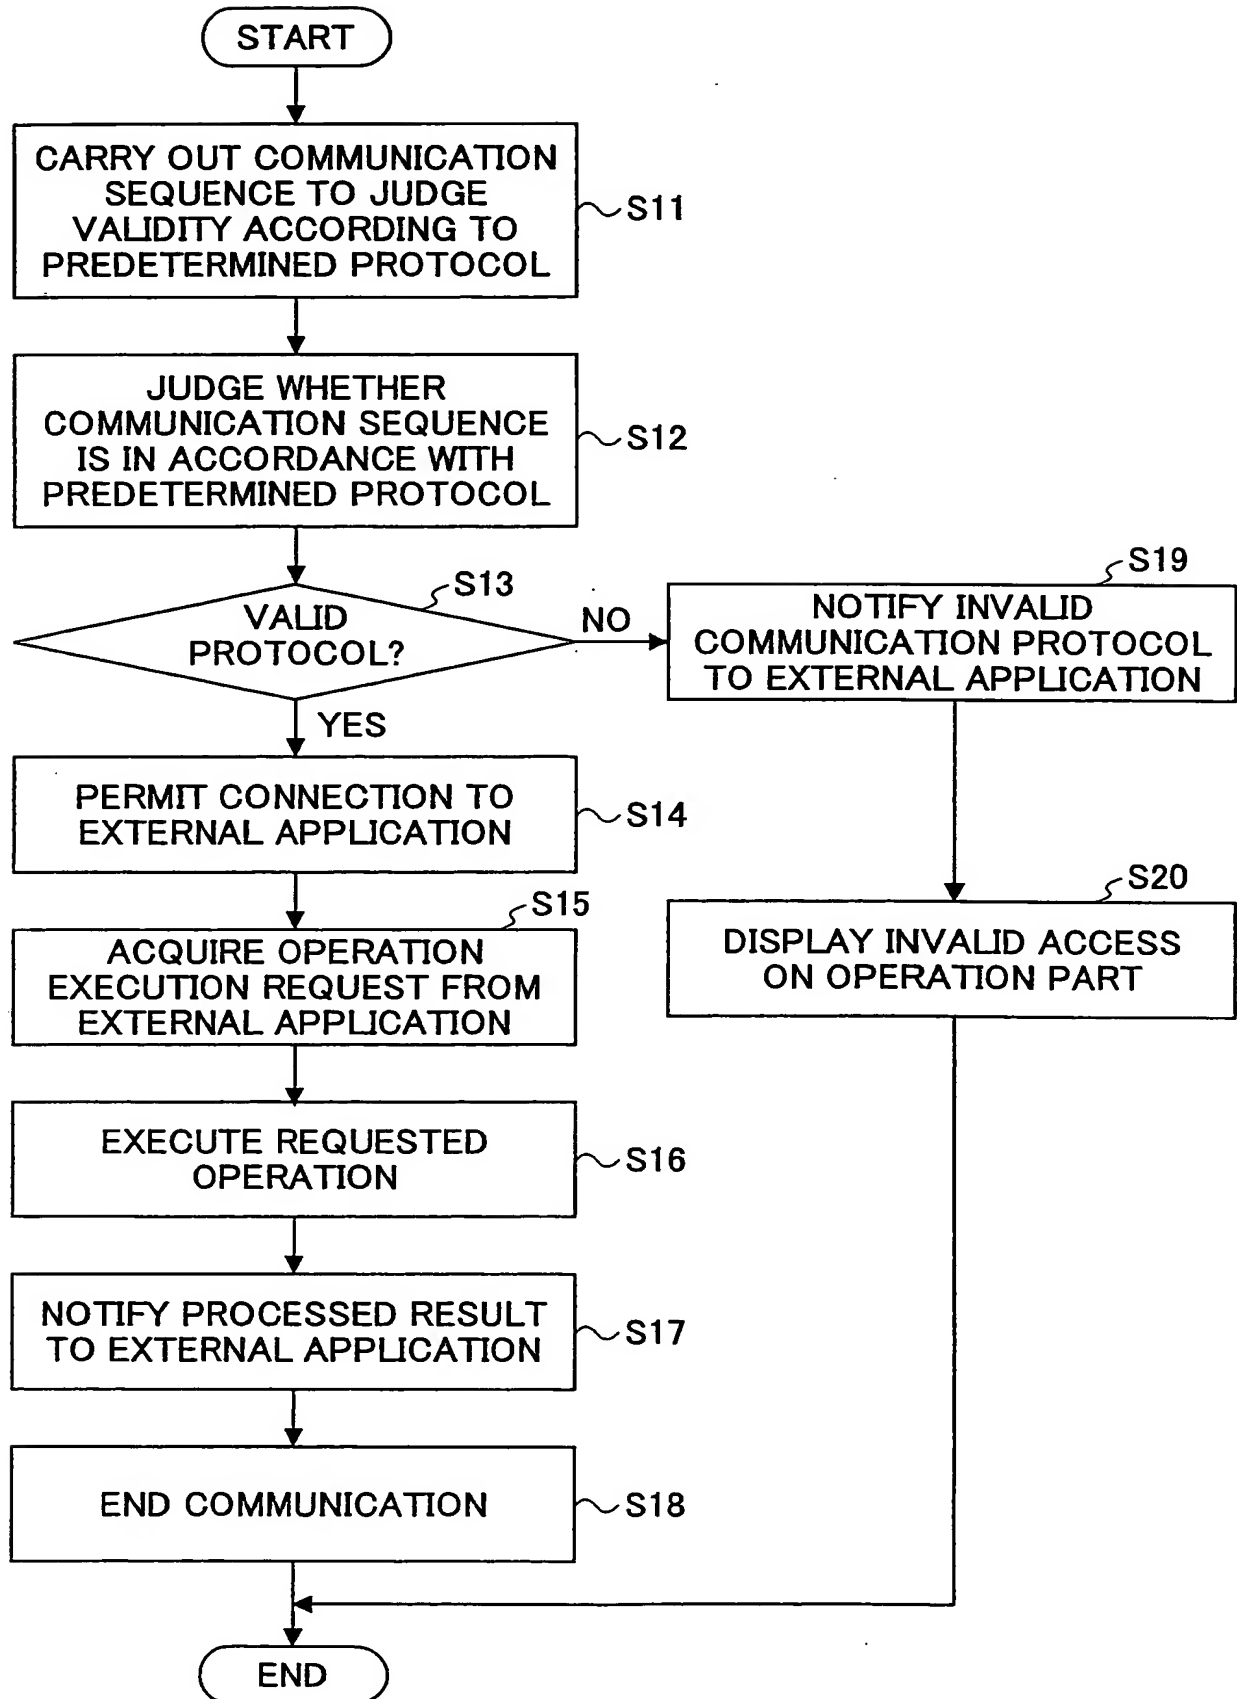 START
CARRY OUT COMMUNICATION
SEQUENCE TO JUDGE
VALIDITY ACCORDING TO
PREDETERMINED PROTOCOL
S11
JUDGE WHETHER
COMMUNICATION SEQUENCE
IS IN ACCORDANCE WITH
PREDETERMINED PROTOCOL
S12
S13
VALID
PROTOCOL?
NO
YES
S19
NOTIFY INVALID
COMMUNICATION PROTOCOL
TO EXTERNAL APPLICATION
PERMIT CONNECTION TO
EXTERNAL APPLICATION
S14
S20
DISPLAY INVALID ACCESS
ON OPERATION PART
S15
ACQUIRE OPERATION
EXECUTION REQUEST FROM
EXTERNAL APPLICATION
EXECUTE REQUESTED
OPERATION
S16
NOTIFY PROCESSED RESULT
TO EXTERNAL APPLICATION
S17
END COMMUNICATION
S18
END